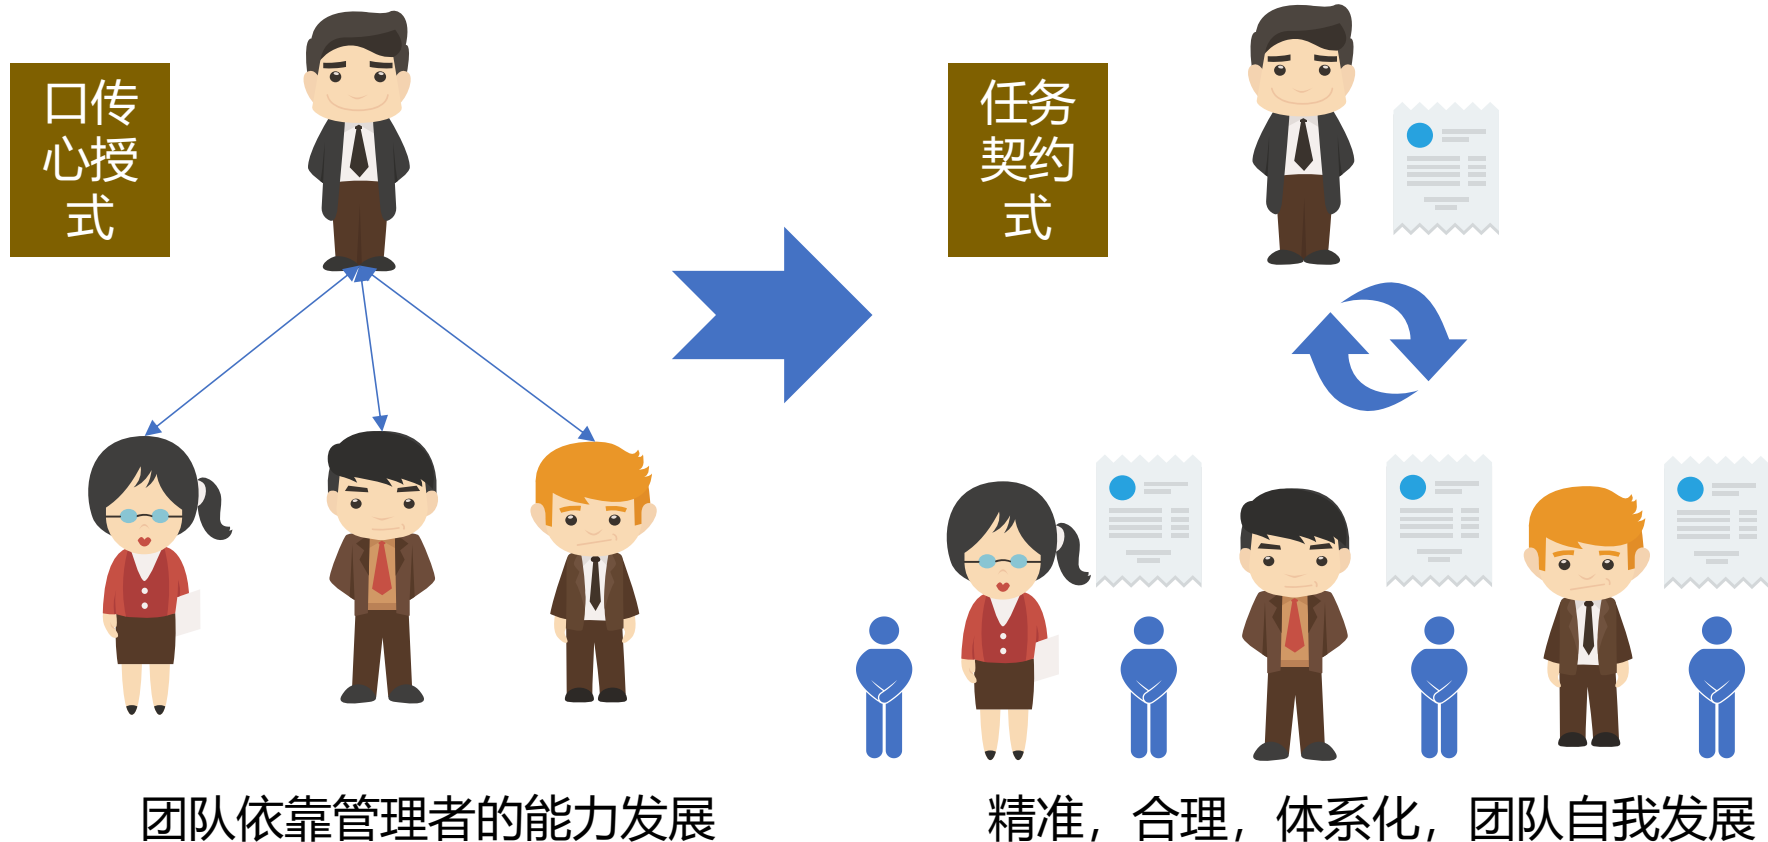 口传
心授
式
任务
契约
式
团队依靠管理者的能力发展
精准，合理，体系化，团队自我发展